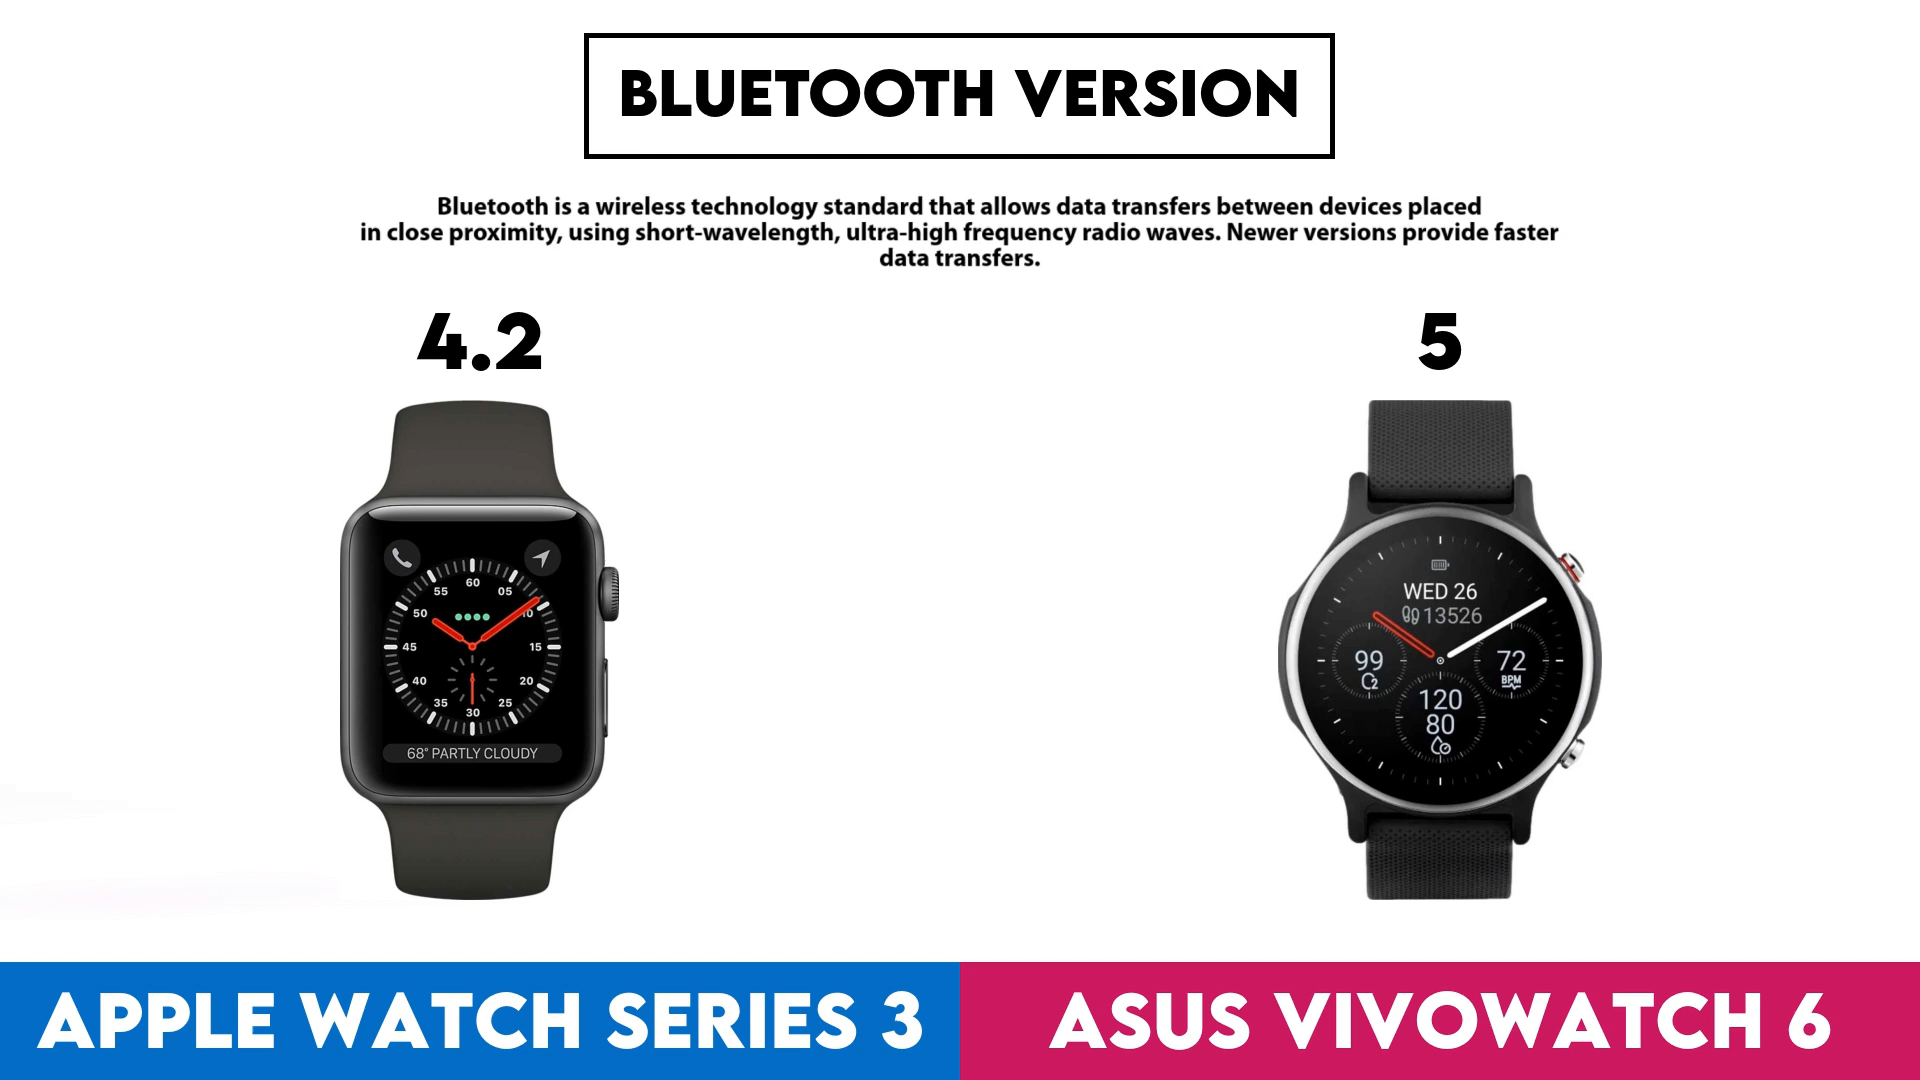 BLUETOOTH VERSION
Bluetooth is a wireless technology standard that allows data transfers between devices placed
in close proximity, using short-wavelength, ultra-high frequency radio waves. Newer versions provide faster
data transfers.
4.2
5
60
55
05
50
10
45
15
40
20
35
25
30
68° PARTLY CLOUDY
WED 26
13526
99
72
BPM
120
80
APPLE WATCH SERIES 3
ASUS VIVOWATCH 6